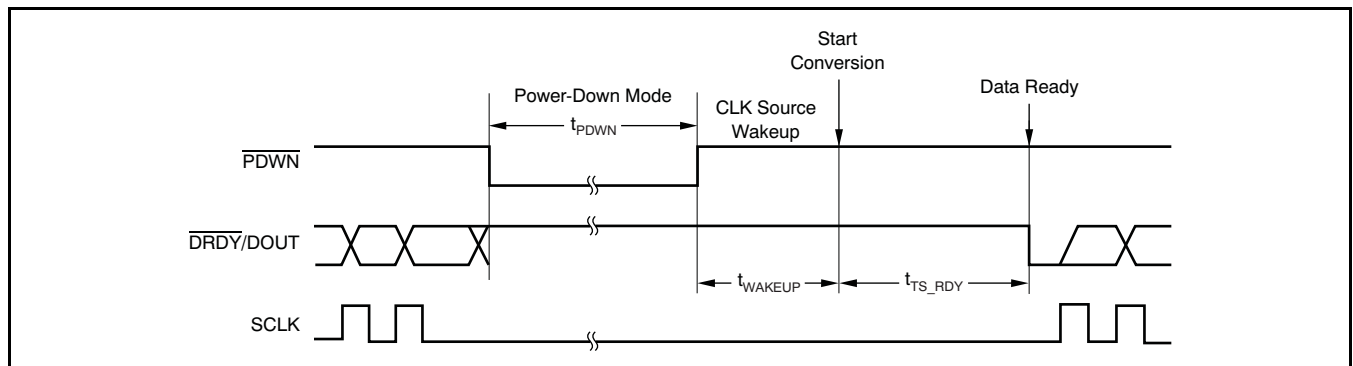 Start
Conversion
Data Ready
Power-Down Mode
CLK Source
Wakeup
tPDWN
PDWN
DRDY/DOUT
tWAKEUP
tTS_RDY
SCLK